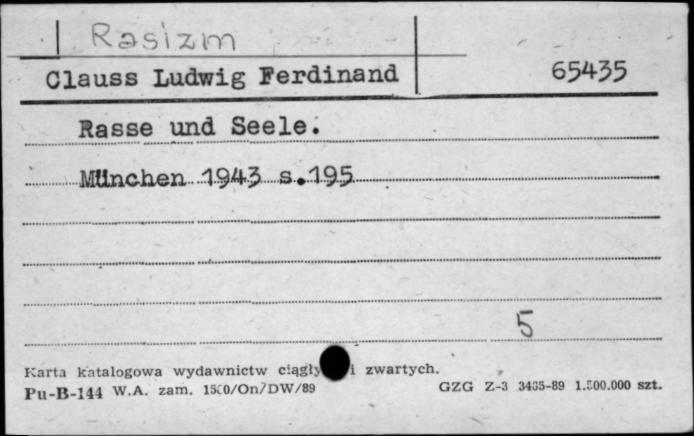 Rasizm
Clauss Ludwig Ferdinand 65435
Rasse und Seele.
München 1943 s.195
5
Karta katalogowa wydawnictw ciągły i zwartych.
Pu-B-144 W.A. zam. 1500/On/DW/89 GZG Z-3 3465-89 1.500.000 szt.